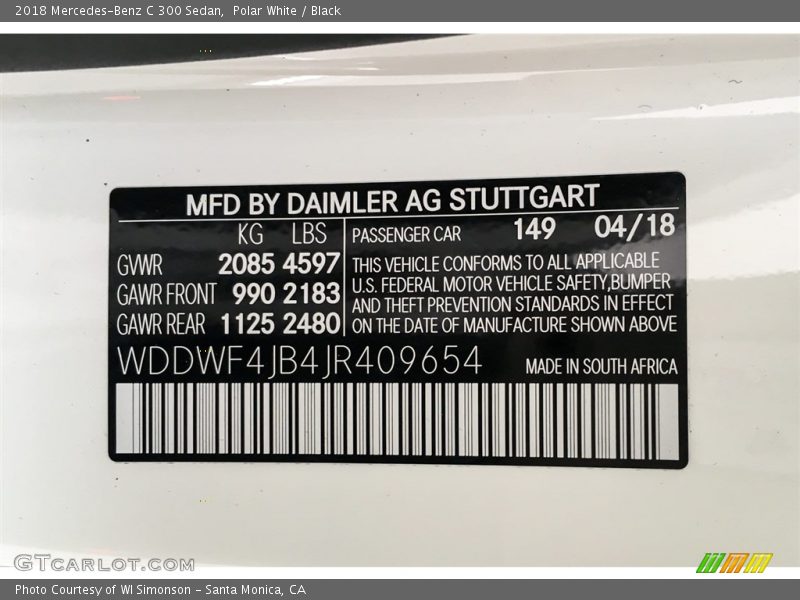 2018 Mercedes-Benz C 300 Sedan, Polar White / Black
MFD BY DAIMLER AG STUTTGART
KG LBS
GVWR 2085 4597
GAWR FRONT 990 2183
GAWR REAR 1125 2480
PASSENGER CAR 149 04/18
THIS VEHICLE CONFORMS TO ALL APPLICABLE
U.S. FEDERAL MOTOR VEHICLE SAFETY,BUMPER
AND THEFT PREVENTION STANDARDS IN EFFECT
ON THE DATE OF MANUFACTURE SHOWN ABOVE
WDDWF4JB4JR409654 MADE IN SOUTH AFRICA
GTCARLOT.COM
Photo Courtesy of WI Simonson - Santa Monica, CA